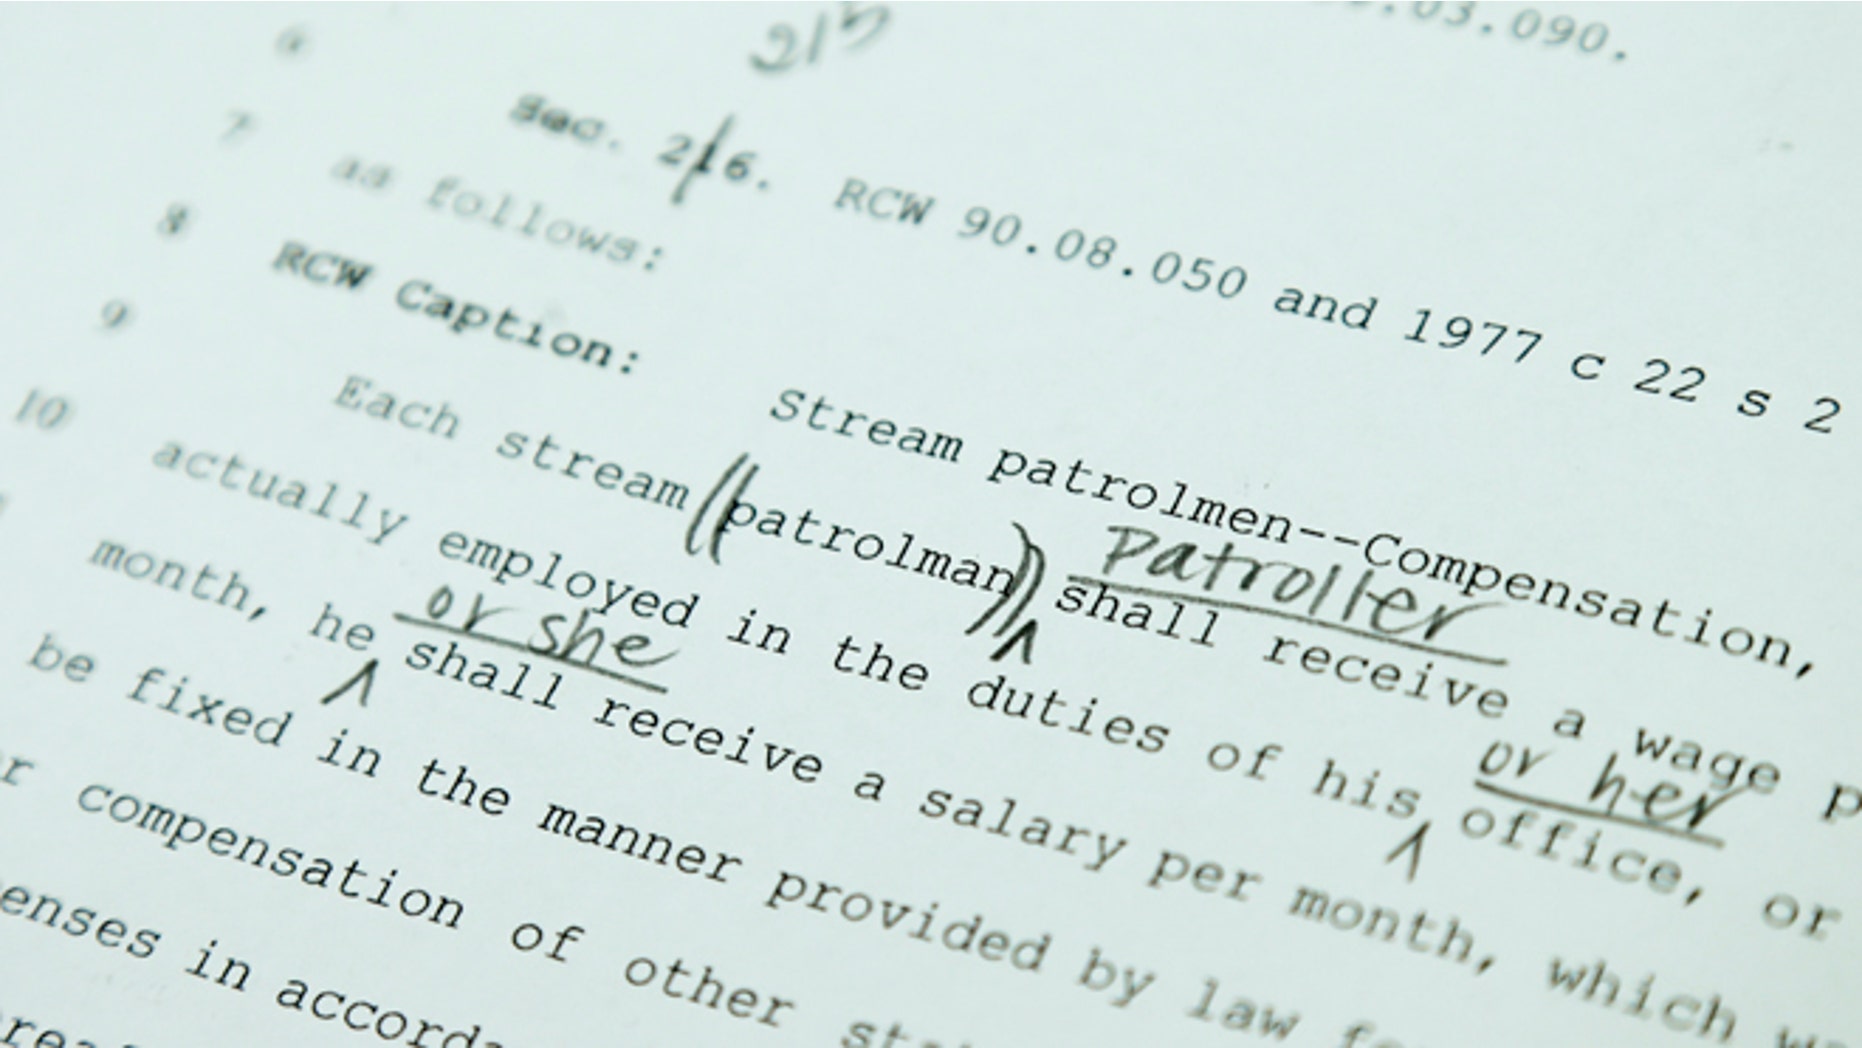 .03.090.
6 215
Sec. 216. RCW 90.08.050 and 1977 c 22 s 2
7 as follows:
8 RCW Caption: Stream patrolmen--Compensation,
9 Each stream ((patrolman)) patroller shall receive a wage
10 actually employed in the duties of his or her office, or
month, he or she shall receive a salary per month, which
be fixed in the manner provided by law
compensation of other
in